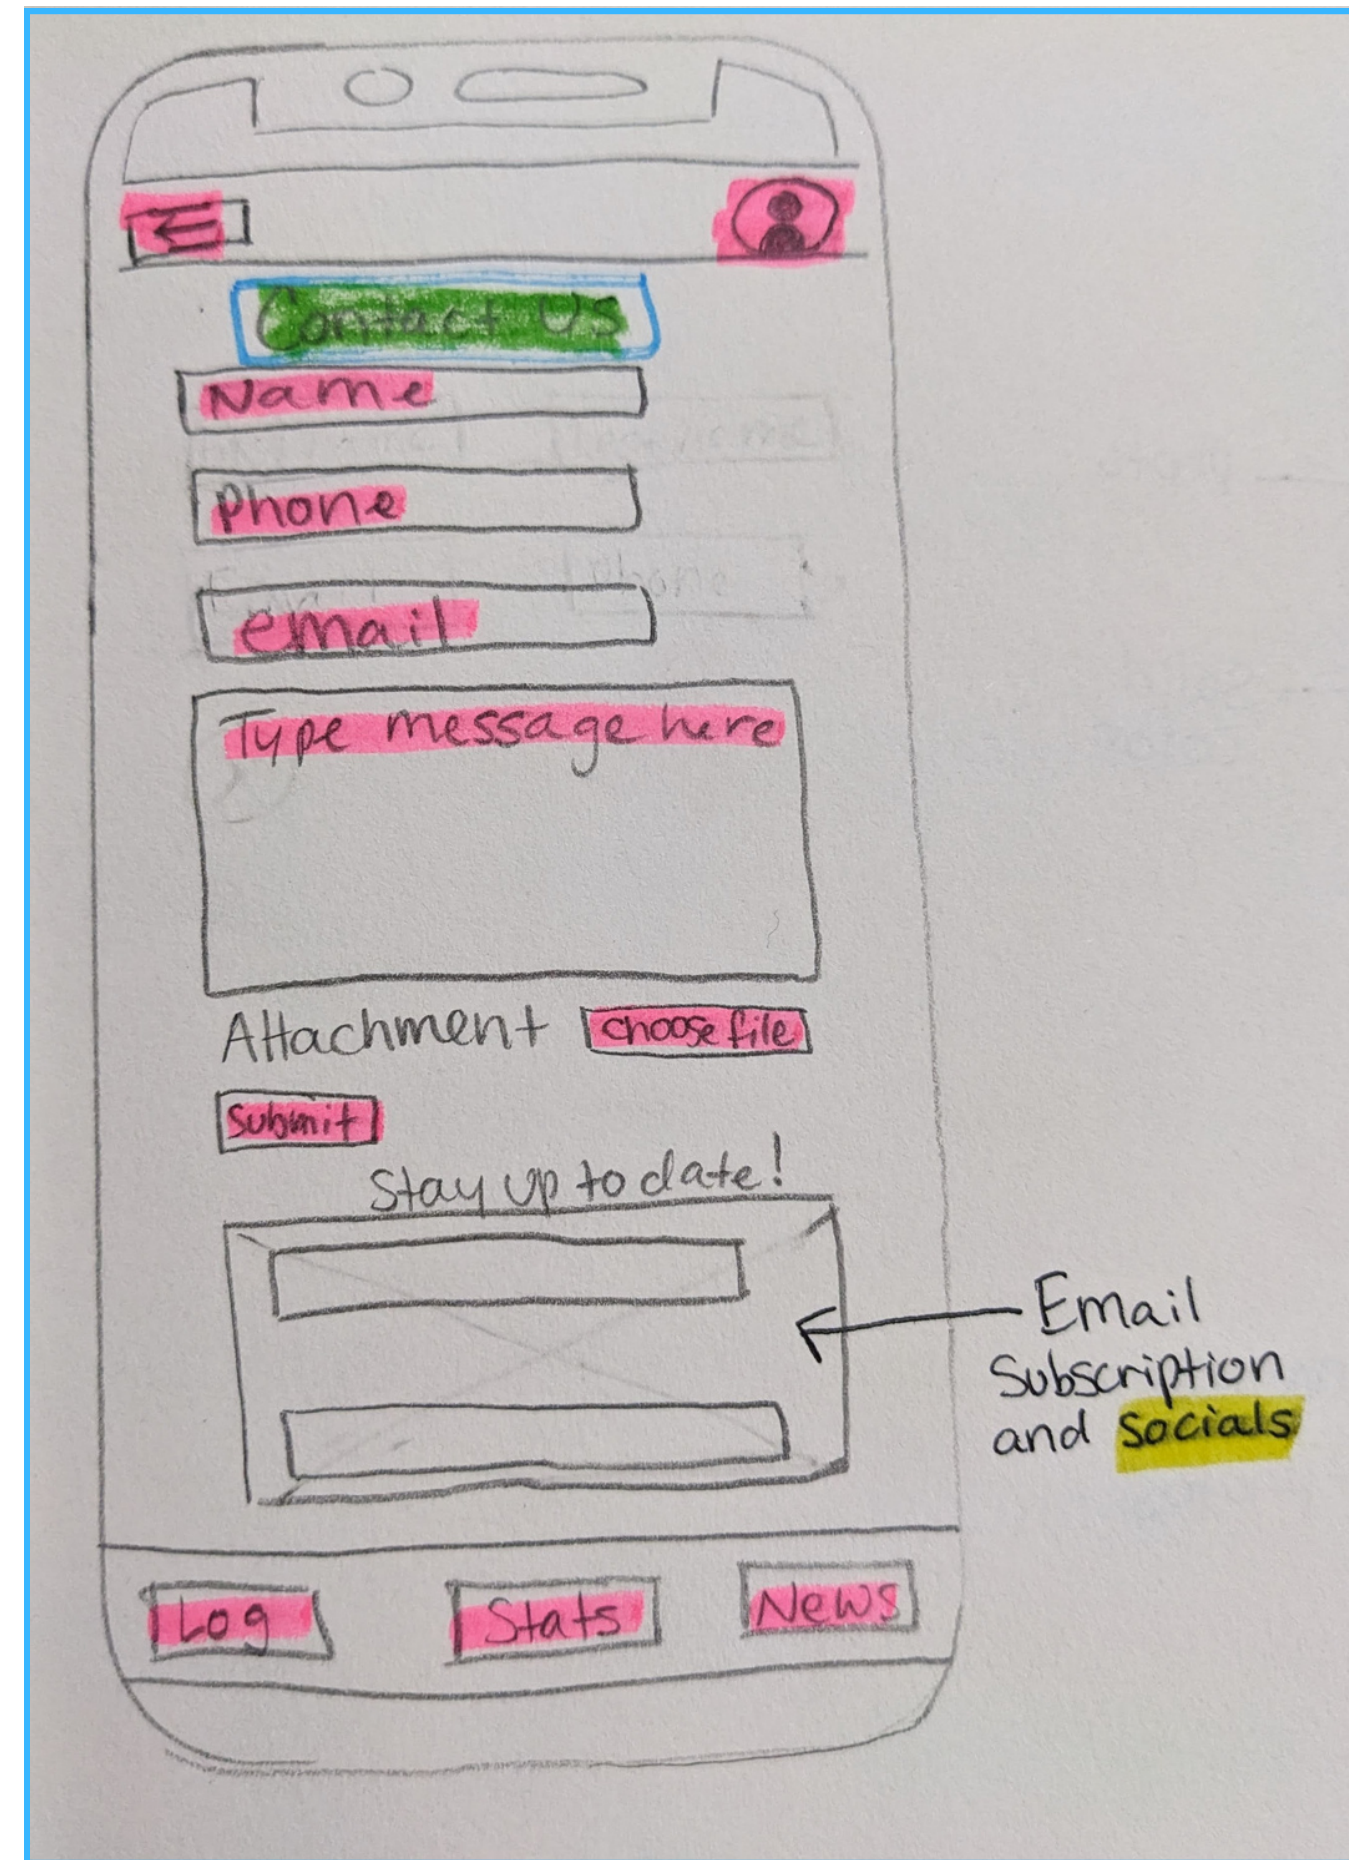 Contact Us
Name
Phone
email
Type message here
Attachment choose file
Submit
Stay up to date!
Email
Subscription
and socials
Log Stats News